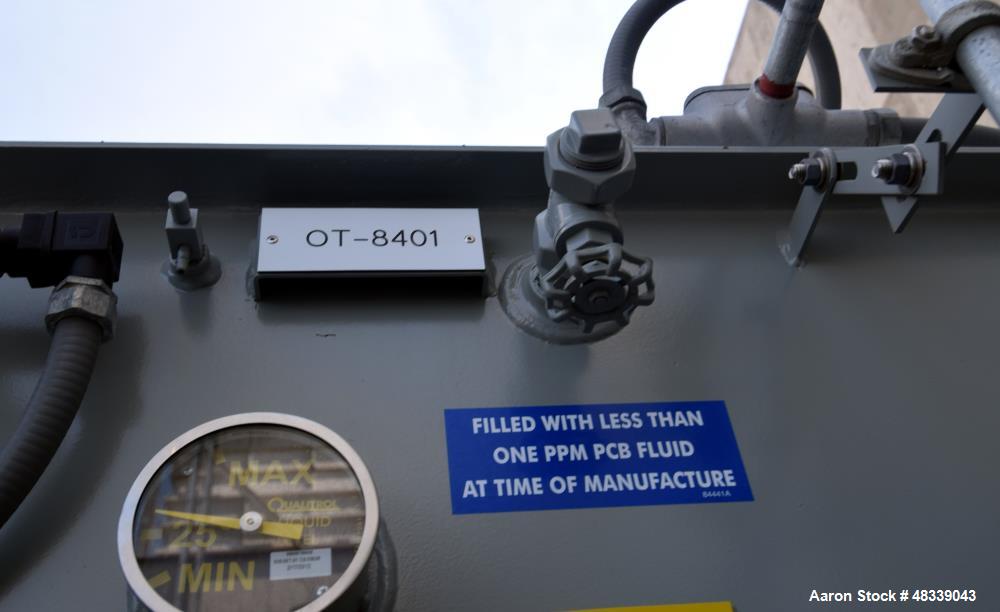 OT-8401
FILLED WITH LESS THAN
ONE PPM PCB FLUID
AT TIME OF MANUFACTURE
84441A
MAX
QUALITROL
LIQUID
25
MIN
Aaron Stock # 48339043